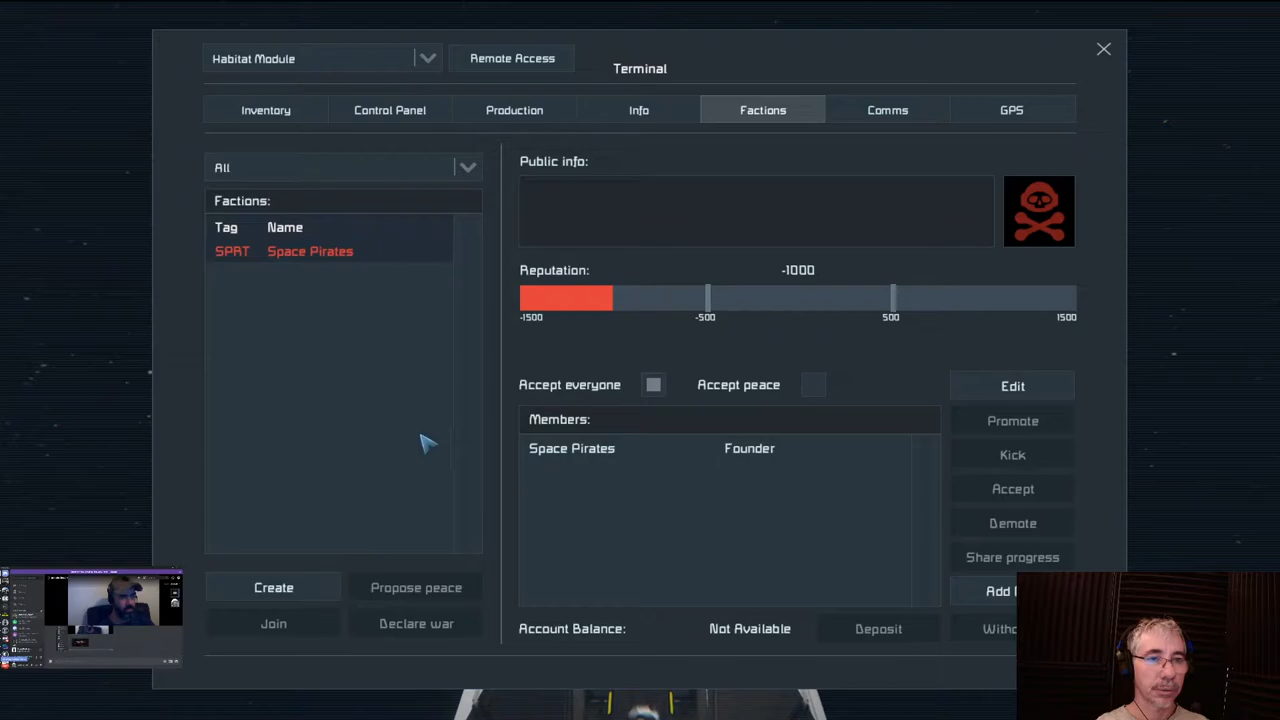 Habitat Module
Remote Access
Terminal
Inventory
Control Panel
Production
Info
Factions
Comms
GPS
All
Factions:
Tag Name
SPRT Space Pirates
Create
Propose peace
Join
Declare war
Public info:
Reputation: -1000
-1500 -500 500 1500
Accept everyone
Accept peace
Members:
Space Pirates Founder
Edit
Promote
Kick
Accept
Demote
Share progress
Add
Account Balance: Not Available
Deposit